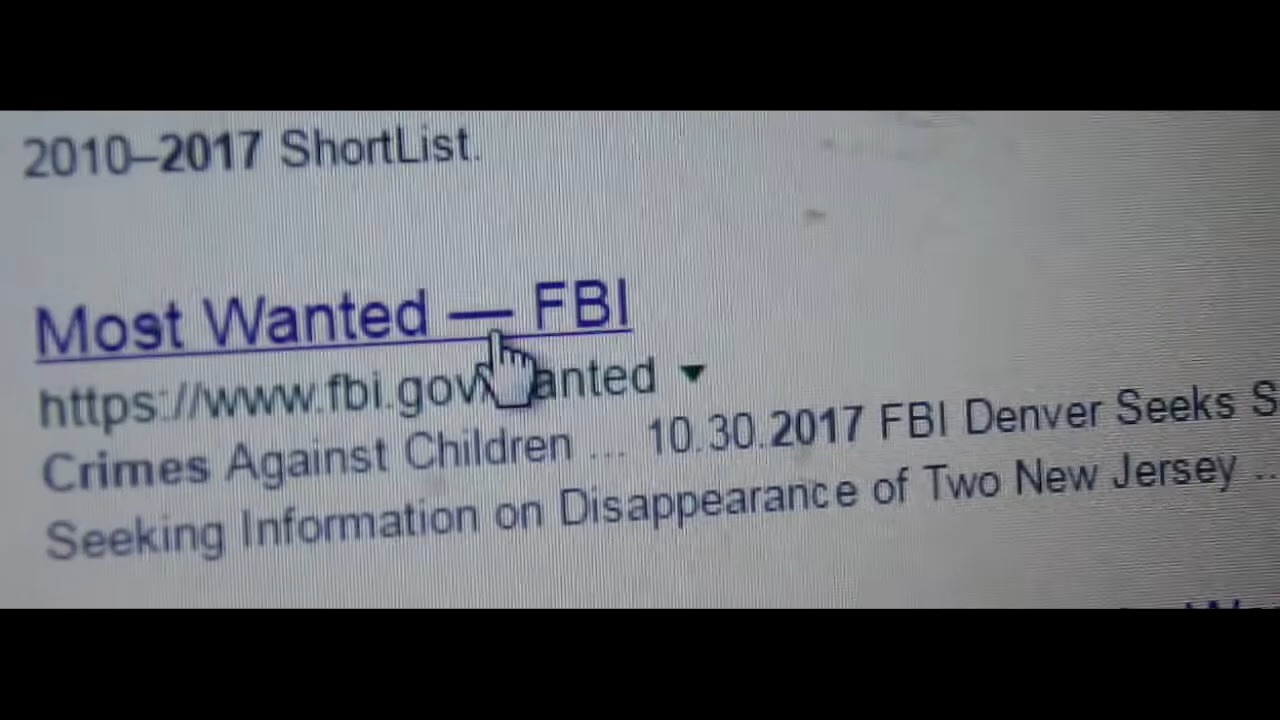 2010–2017 ShortList.
Most Wanted — FBI
https://www.fbi.gov/wanted
Crimes Against Children ... 10.30.2017 FBI Denver Seeks S
Seeking Information on Disappearance of Two New Jersey ...